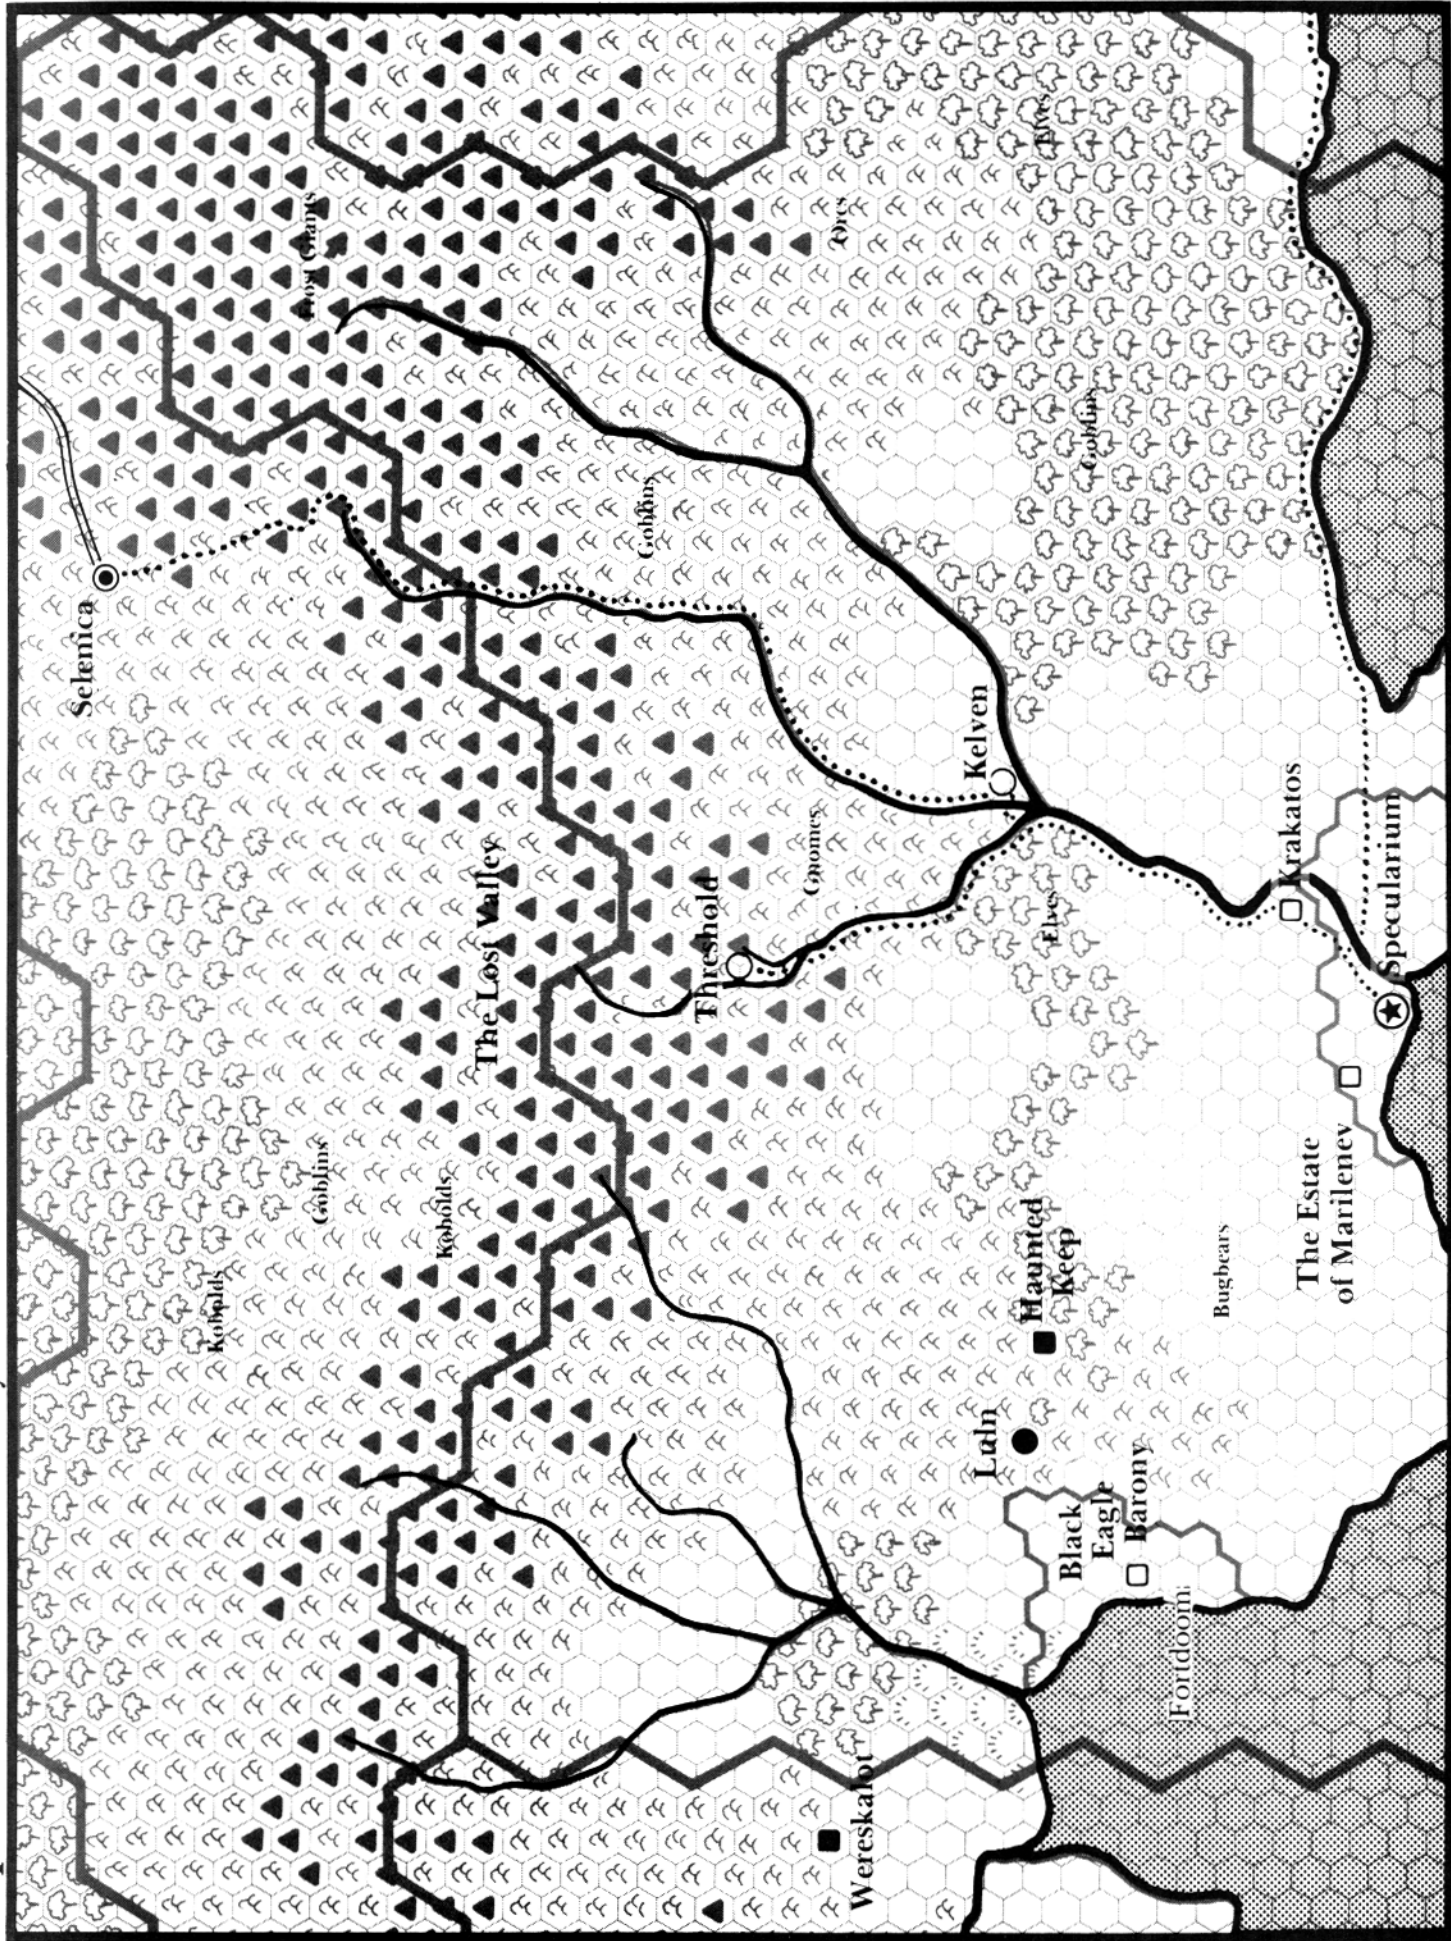 Selenica
Kobolds
Frost Giants
Goblins
Kobolds
The Lost Valley
Goblins
Threshold
Gnomes
Orcs
Wereskalot
Kelven
Luln
Haunted
Keep
Elves
Elves
Black
Eagle
Barony
Goblins
Fortdoom
Bugbears
Krakatos
The Estate
of Marilenev
Specularium